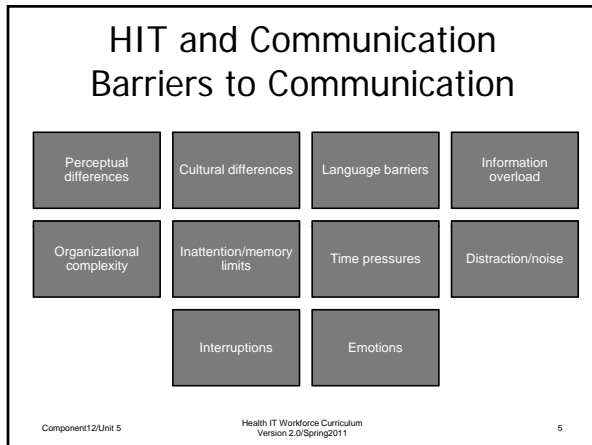 HIT and Communication
Barriers to Communication
Perceptual
differences
Cultural differences
Language barriers
Information
overload
Organizational
complexity
Inattention/memory
limits
Time pressures
Distraction/noise
Interruptions
Emotions
Component12/Unit 5
Health IT Workforce Curriculum
Version 2.0/Spring2011
5